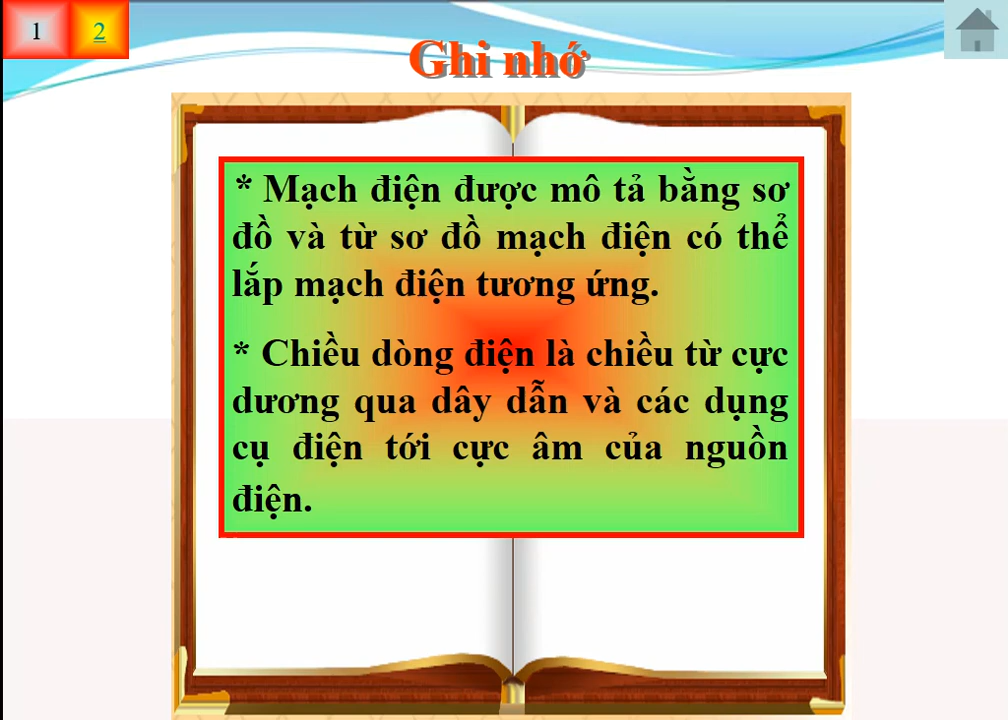 1 2
Ghi nhớ
* Mạch điện được mô tả bằng sơ
đồ và từ sơ đồ mạch điện có thể
lắp mạch điện tương ứng.
* Chiều dòng điện là chiều từ cực
dương qua dây dẫn và các dụng
cụ điện tới cực âm của nguồn
điện.